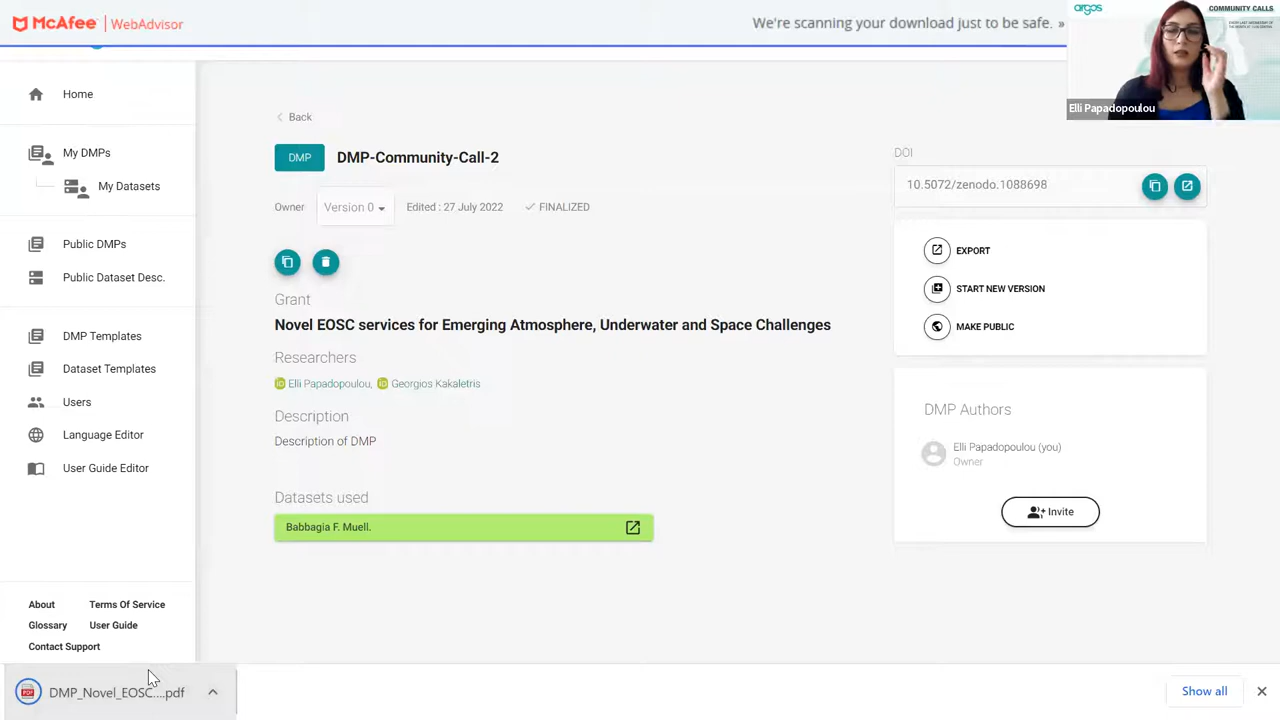 McAfee | WebAdvisor
We're scanning your download just to be safe. »
argos
COMMUNITY CALLS
Elli Papadopoulou
Home
My DMPs
My Datasets
Public DMPs
Public Dataset Desc.
DMP Templates
Dataset Templates
Users
Language Editor
User Guide Editor
About Terms Of Service
Glossary User Guide
Contact Support
Back
DMP DMP-Community-Call-2
Owner Version 0 Edited : 27 July 2022 FINALIZED
Grant
Novel EOSC services for Emerging Atmosphere, Underwater and Space Challenges
Researchers
iD Elli Papadopoulou, iD Georgios Kakaletris
Description
Description of DMP
Datasets used
Babbagia F. Muell.
DOI
10.5072/zenodo.1088698
EXPORT
START NEW VERSION
MAKE PUBLIC
DMP Authors
Elli Papadopoulou (you)
Owner
Invite
PDF DMP_Novel_EOSC....pdf
Show all